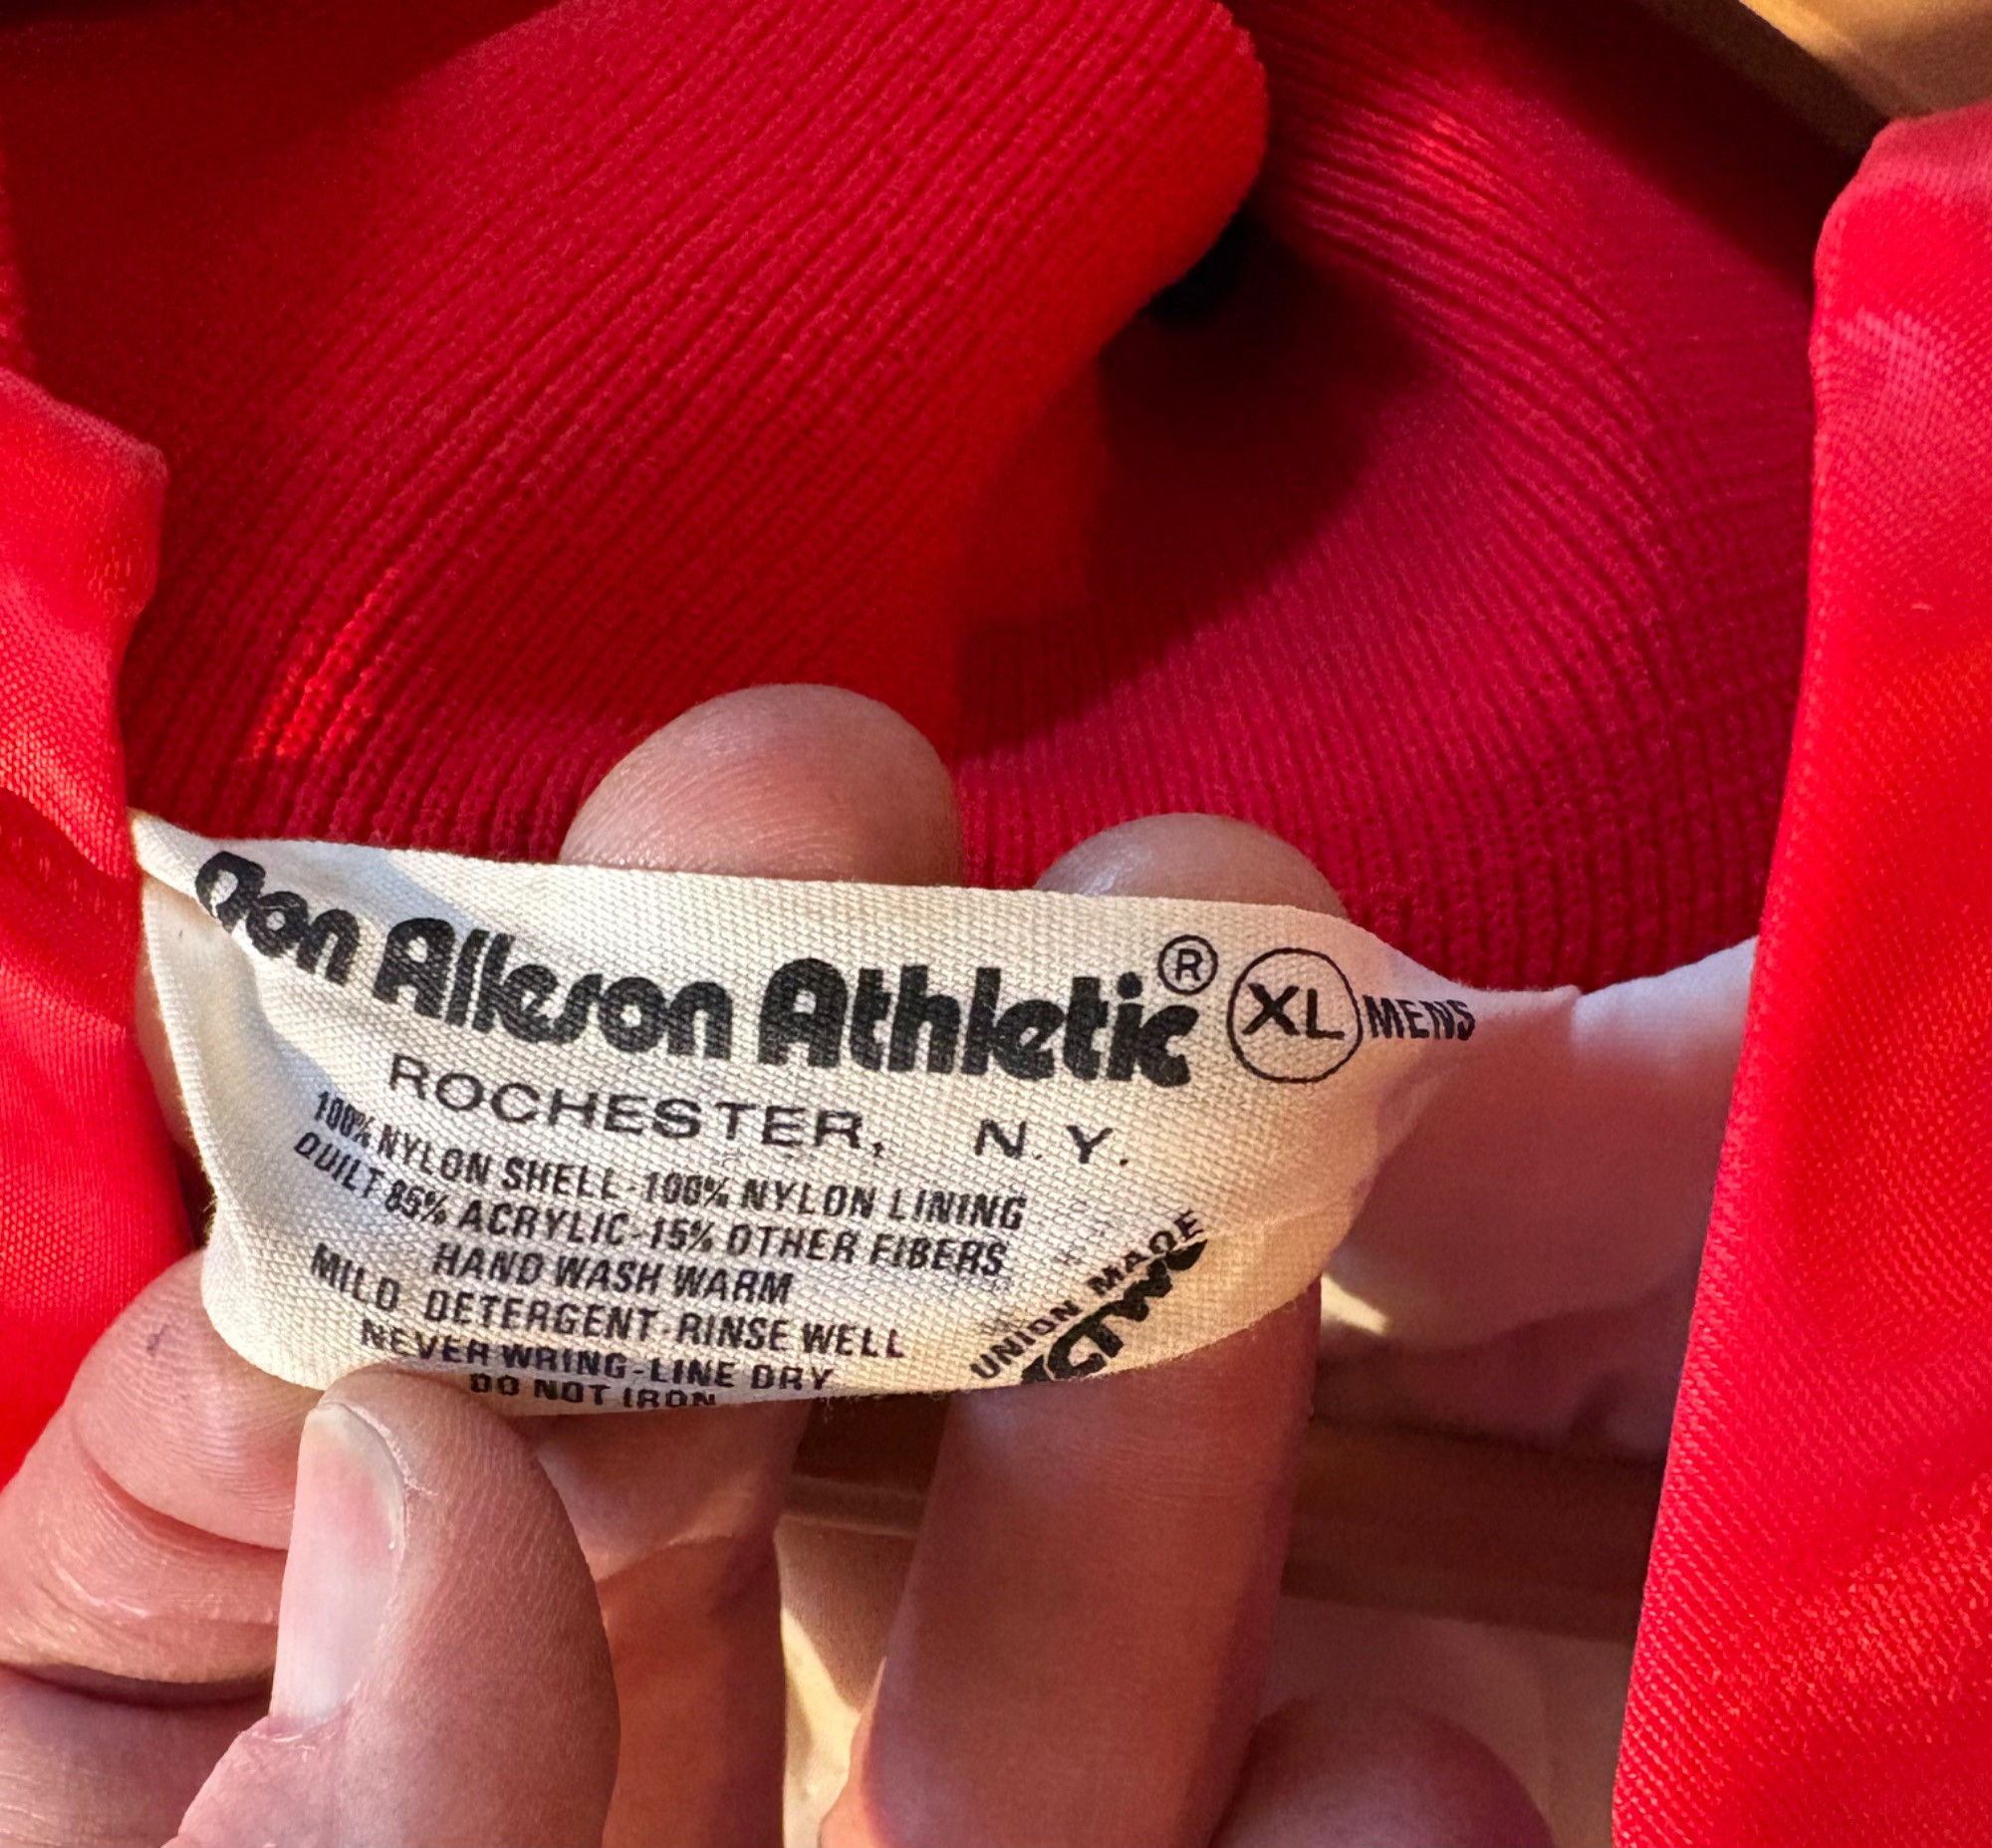 Don Alleson Athletic® XL MENS
ROCHESTER, N.Y.
100% NYLON SHELL-100% NYLON LINING
QUILT 85% ACRYLIC-15% OTHER FIBERS
HAND WASH WARM
MILD DETERGENT-RINSE WELL
NEVER WRING-LINE DRY
DO NOT IRON
UNION MADE
ACTWU